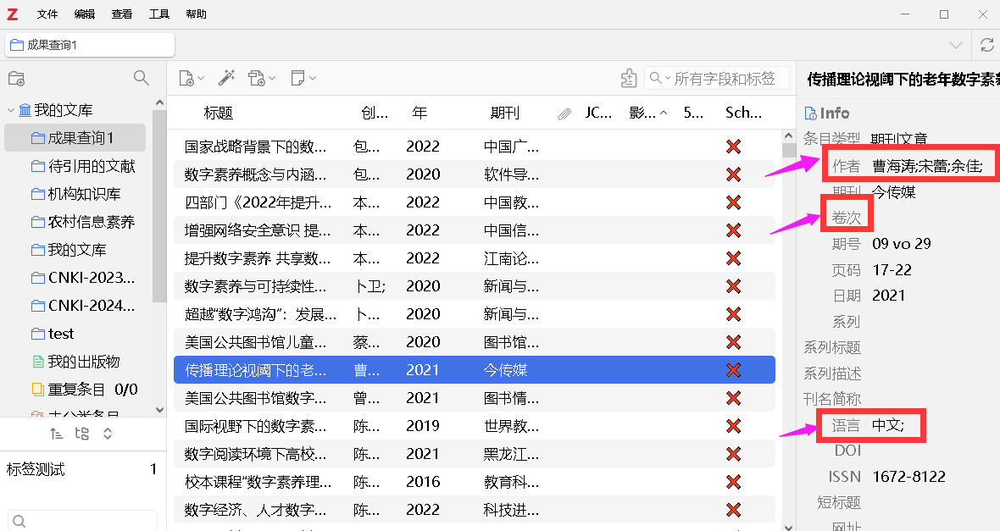 Z 文件 编辑 查看 工具 帮助
成果查询1
所有字段和标签
我的文库
成果查询1
待引用的文献
机构知识库
农村信息素养
我的文库
CNKI-2023...
CNKI-2024...
test
我的出版物
重复条目 0/0
未分类条目
标签测试 1
标题 创... 年 期刊 JC... 影... 5... Sch...
国家战略背景下的数... 包... 2022 中国广...
数字素养概念与内涵... 包... 2020 软件导...
四部门《2022年提升... 本... 2022 中国教...
增强网络安全意识 提... 本... 2022 中国信...
提升数字素养 共享数... 本... 2022 江南论...
数字素养与可持续性... 卜卫; 2020 新闻与...
超越“数字鸿沟”：发展... 卜... 2020 新闻与...
美国公共图书馆儿童... 蔡... 2020 图书馆...
传播理论视阈下的老... 曹... 2021 今传媒
美国公共图书馆数字... 曾... 2021 图书情...
国际视野下的数字素... 陈... 2019 世界教...
数字阅读环境下高校... 陈... 2021 黑龙江...
校本课程“数字素养理... 陈... 2016 教育科...
数字经济、人才数字... 陈... 2022 科技进...
传播理论视阈下的老年数字素养
Info
条目类型 期刊文章
作者 曹海涛;宋蕾;余佳;
期刊 今传媒
卷次
期号 09 vo 29
页码 17-22
日期 2021
系列
系列标题
系列描述
刊名简称
语言 中文;
DOI
ISSN 1672-8122
短标题
网址